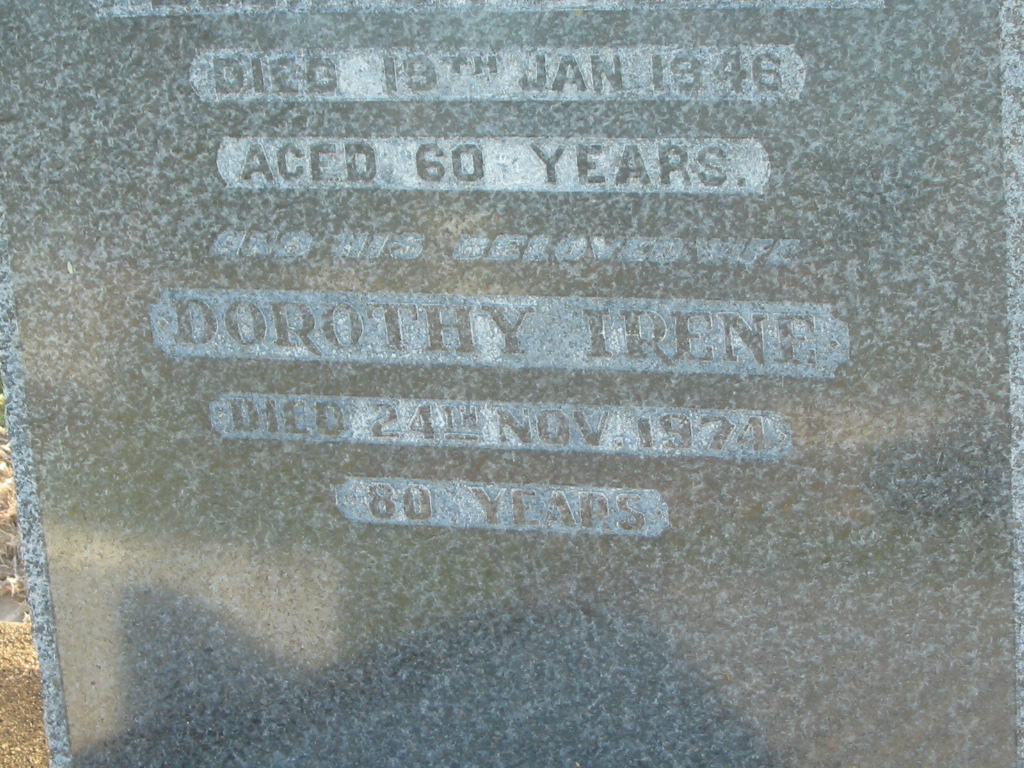 DIED 19TH JAN 1946
AGED 60 YEARS.
AND HIS BELOVED WIFE
DOROTHY IRENE
DIED 24TH NOV. 1974
80 YEARS